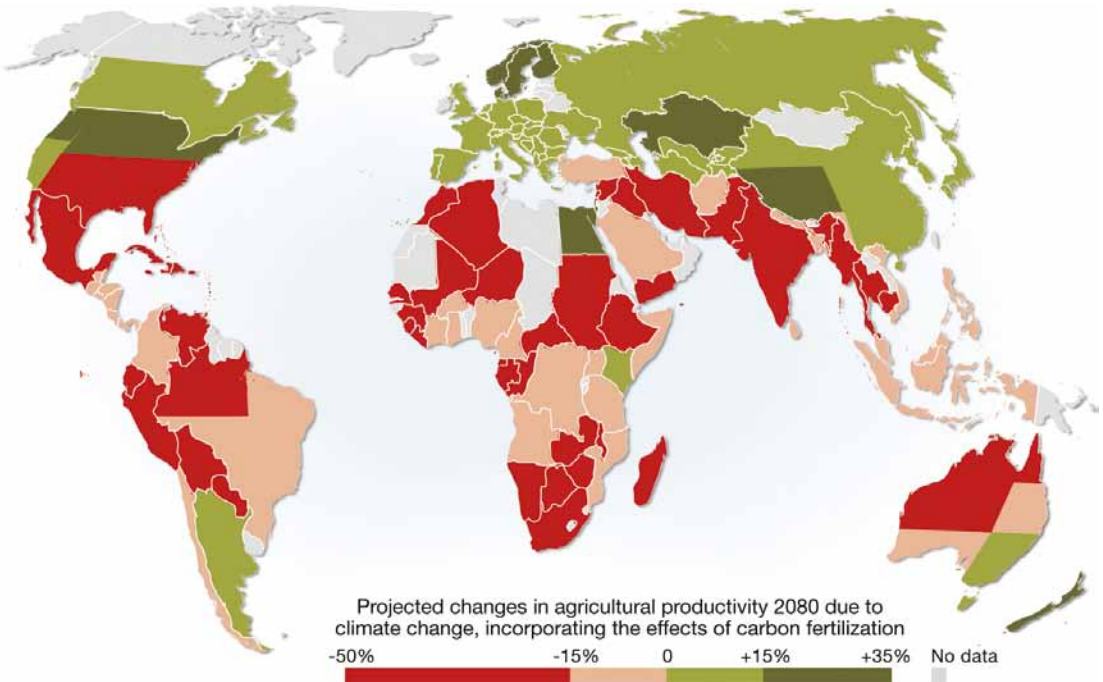 Projected changes in agricultural productivity 2080 due to
climate change, incorporating the effects of carbon fertilization
-50% -15% 0 +15% +35% No data